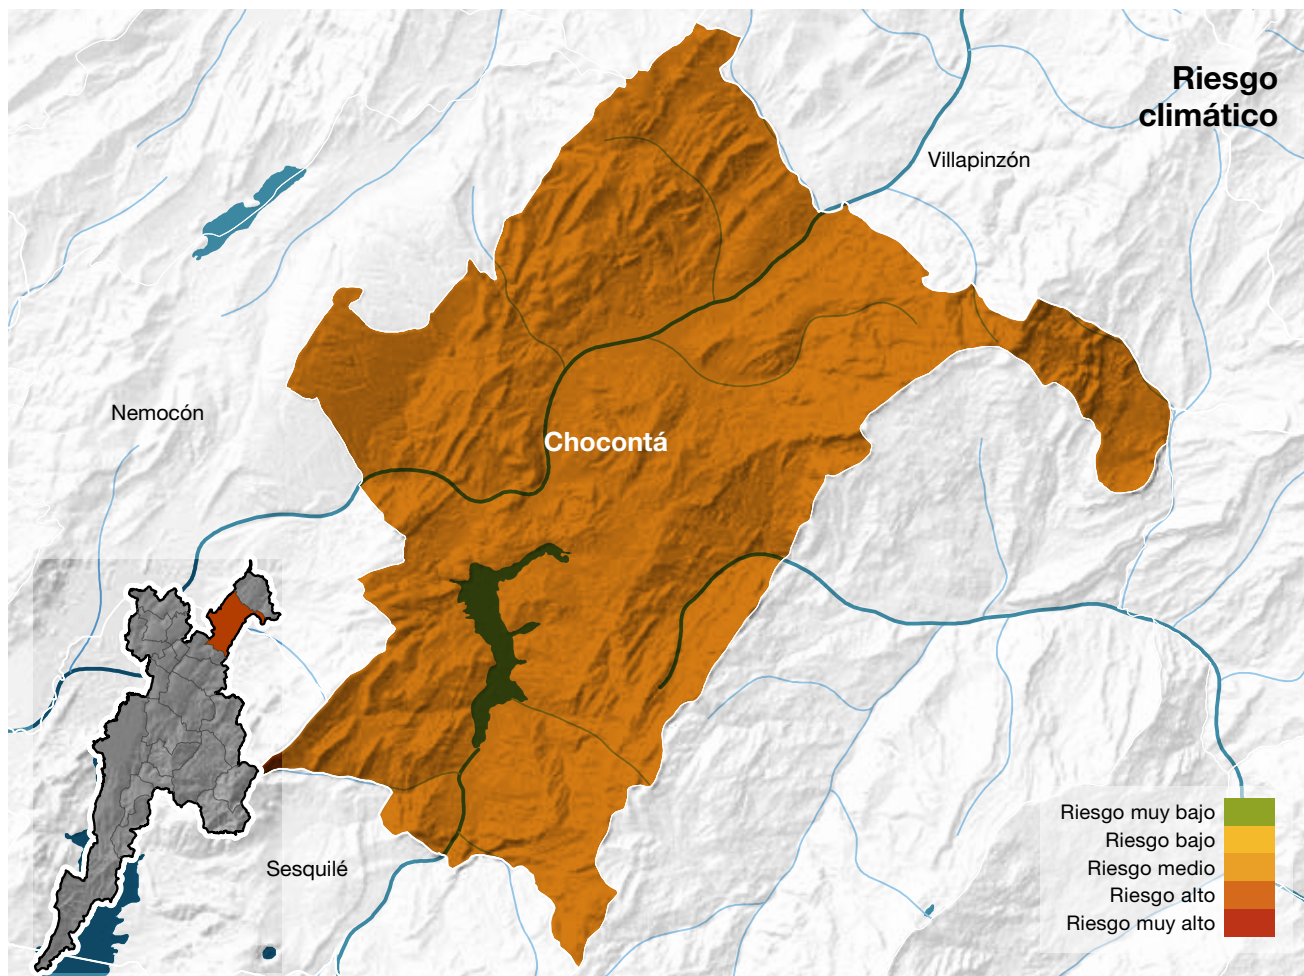 Riesgo
climático
Villapinzón
Nemocón
Chocontá
Sesquilé
Riesgo muy bajo
Riesgo bajo
Riesgo medio
Riesgo alto
Riesgo muy alto